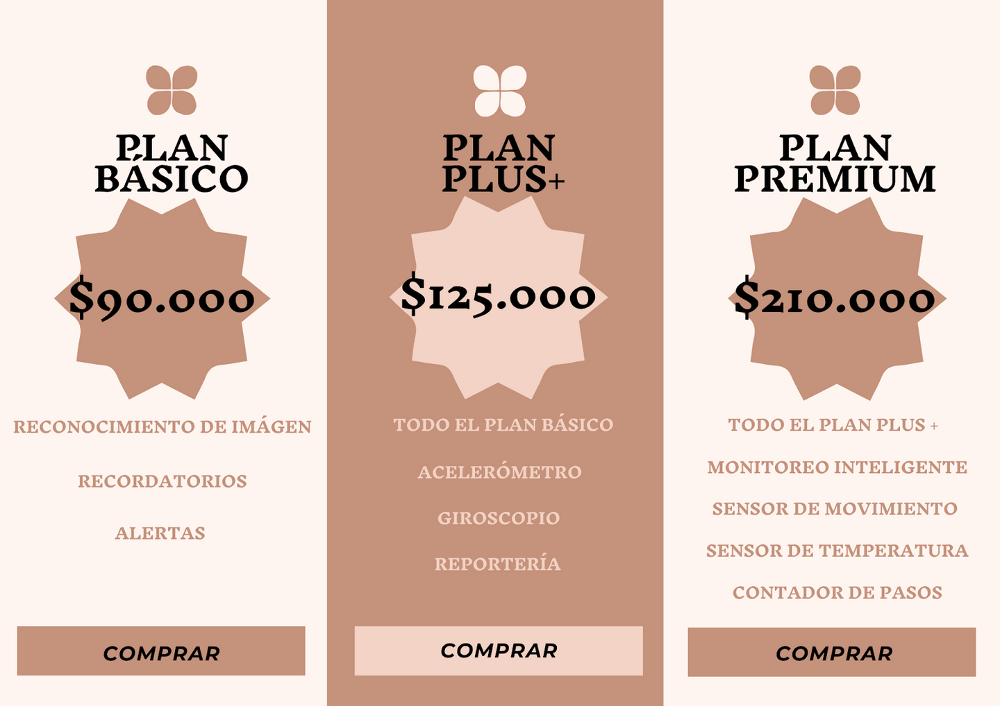 PLAN
BÁSICO
$90.000
RECONOCIMIENTO DE IMÁGEN
RECORDATORIOS
ALERTAS
COMPRAR
PLAN
PLUS+
$125.000
TODO EL PLAN BÁSICO
ACELERÓMETRO
GIROSCOPIO
REPORTERÍA
COMPRAR
PLAN
PREMIUM
$210.000
TODO EL PLAN PLUS +
MONITOREO INTELIGENTE
SENSOR DE MOVIMIENTO
SENSOR DE TEMPERATURA
CONTADOR DE PASOS
COMPRAR